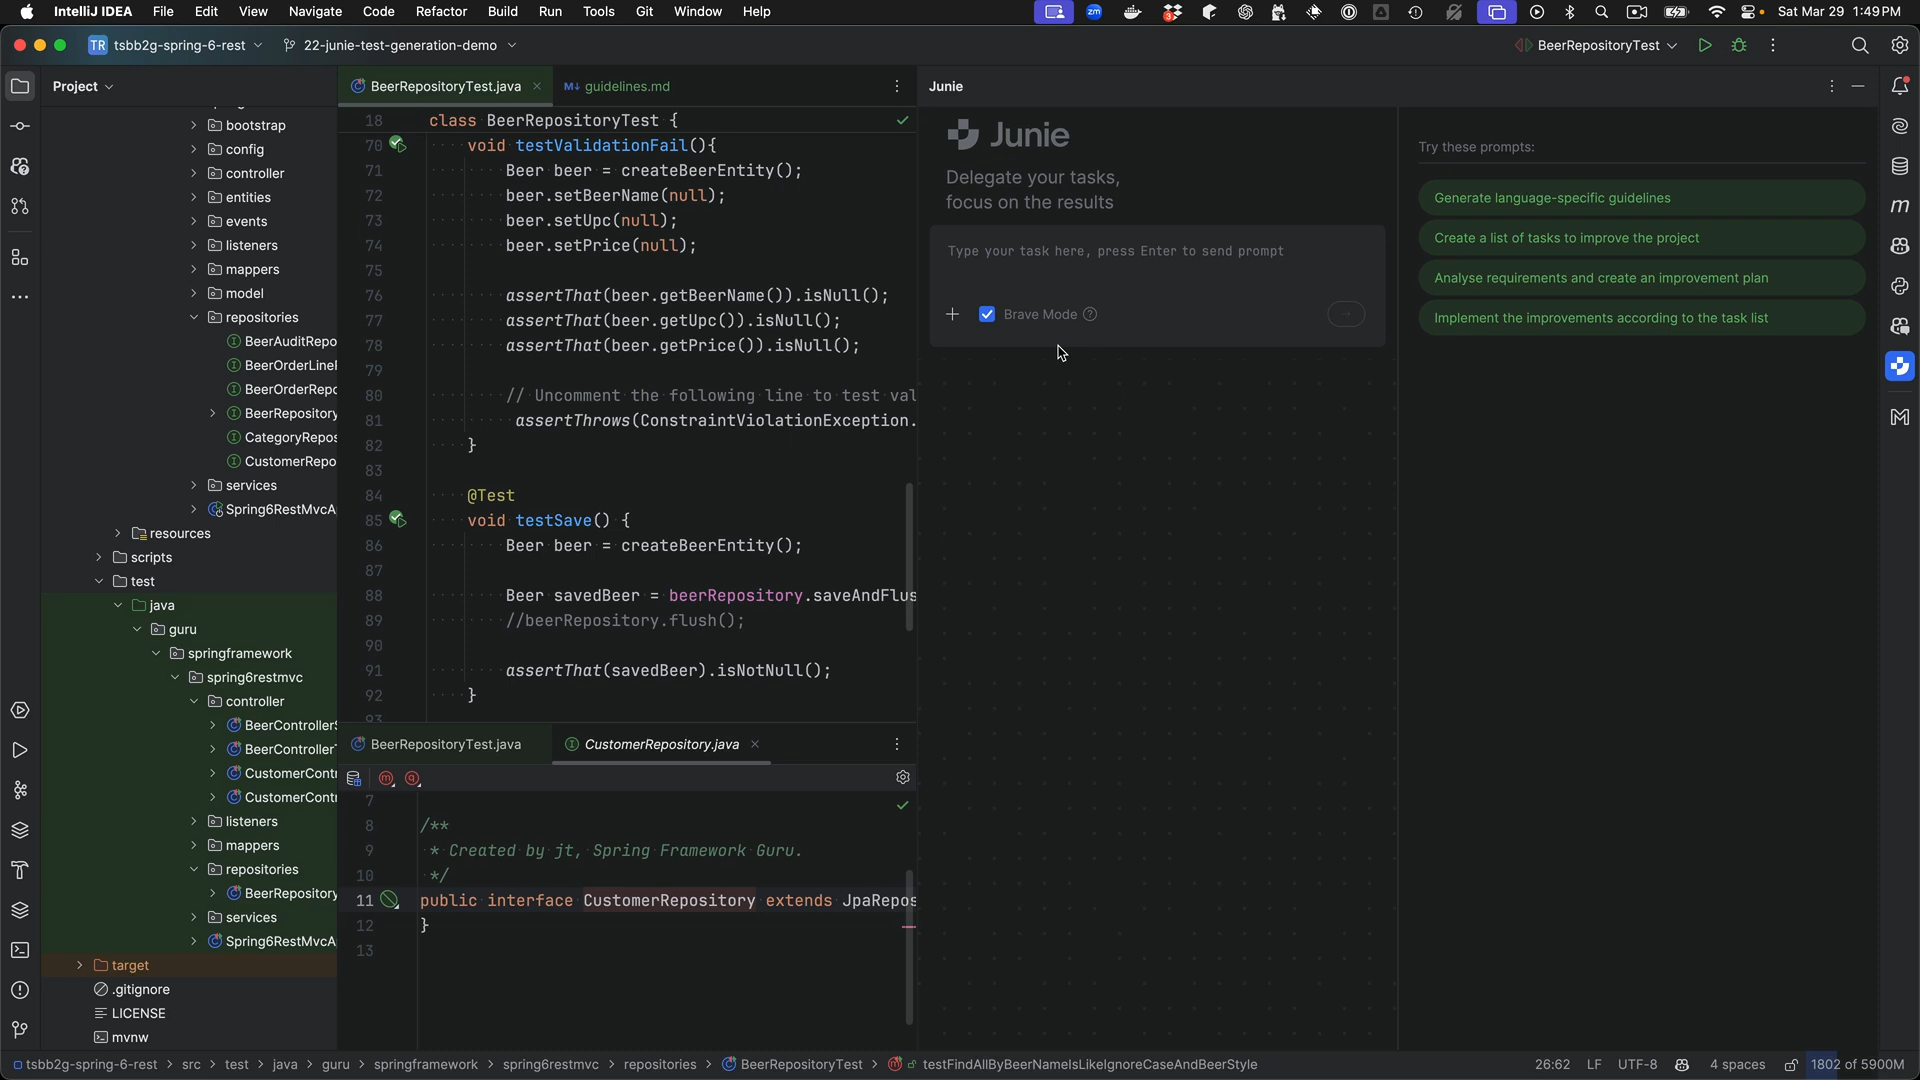 IntelliJ IDEA File Edit View Navigate Code Refactor Build Run Tools Git Window Help
Sat Mar 29 1:49 PM
TR tsbb2g-spring-6-rest
22-junie-test-generation-demo
BeerRepositoryTest
Project
bootstrap
config
controller
entities
events
listeners
mappers
model
repositories
BeerAuditRepo
BeerOrderLine
BeerOrderRepo
BeerRepository
CategoryRepos
CustomerRepo
services
Spring6RestMvcA
resources
scripts
test
java
guru
springframework
spring6restmvc
controller
BeerController
BeerController
CustomerContr
CustomerContr
listeners
mappers
repositories
BeerRepository
services
Spring6RestMvcA
target
.gitignore
LICENSE
mvnw
BeerRepositoryTest.java
M↓ guidelines.md
18 class BeerRepositoryTest {
70 void testValidationFail(){
71 Beer beer = createBeerEntity();
72 beer.setBeerName(null);
73 beer.setUpc(null);
74 beer.setPrice(null);
75
76 assertThat(beer.getBeerName()).isNull();
77 assertThat(beer.getUpc()).isNull();
78 assertThat(beer.getPrice()).isNull();
79
80 // Uncomment the following line to test val
81 assertThrows(ConstraintViolationException.
82 }
83
84 @Test
85 void testSave() {
86 Beer beer = createBeerEntity();
87
88 Beer savedBeer = beerRepository.saveAndFlus
89 //beerRepository.flush();
90
91 assertThat(savedBeer).isNotNull();
92 }
93
BeerRepositoryTest.java
CustomerRepository.java
7
8 /**
9 * Created by jt, Spring Framework Guru.
10 */
11 public interface CustomerRepository extends JpaRepos
12 }
13
Junie
Junie
Delegate your tasks,
focus on the results
Type your task here, press Enter to send prompt
Brave Mode
Try these prompts:
Generate language-specific guidelines
Create a list of tasks to improve the project
Analyse requirements and create an improvement plan
Implement the improvements according to the task list
tsbb2g-spring-6-rest > src > test > java > guru > springframework > spring6restmvc > repositories > BeerRepositoryTest > testFindAllByBeerNameIsLikeIgnoreCaseAndBeerStyle
26:62 LF UTF-8 4 spaces 1802 of 5900M